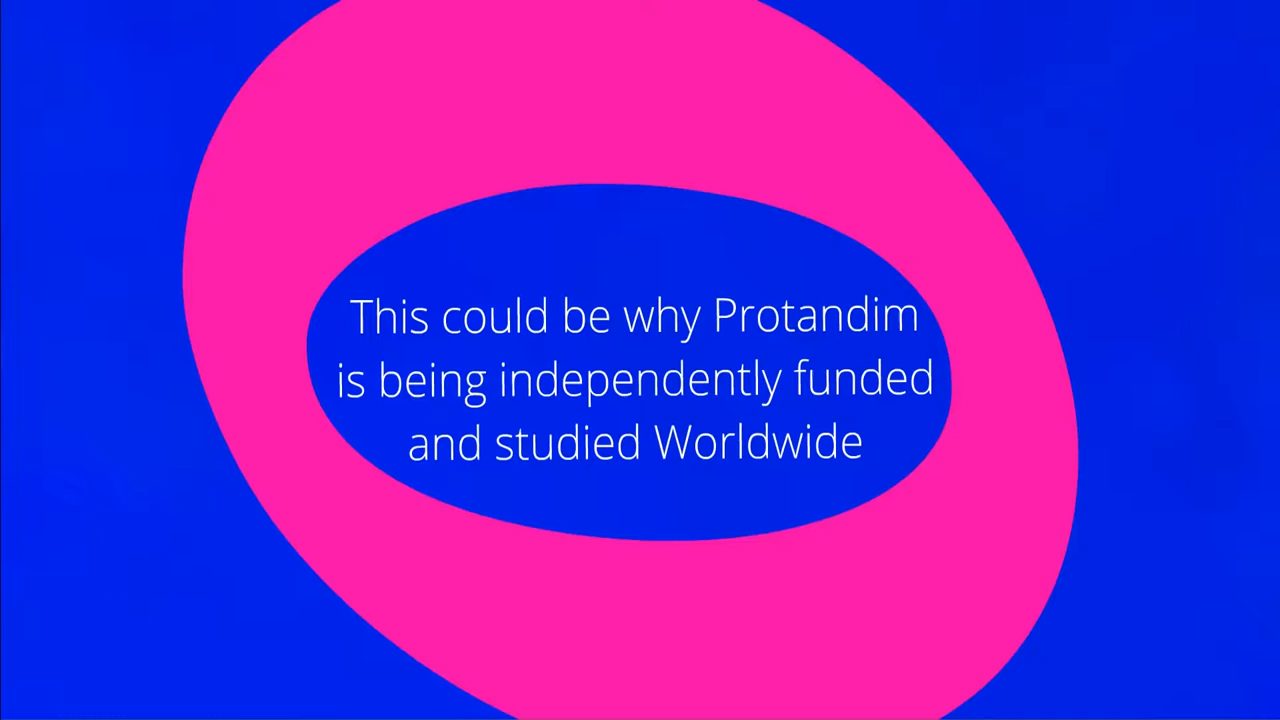 This could be why Protandim
is being independently funded
and studied Worldwide